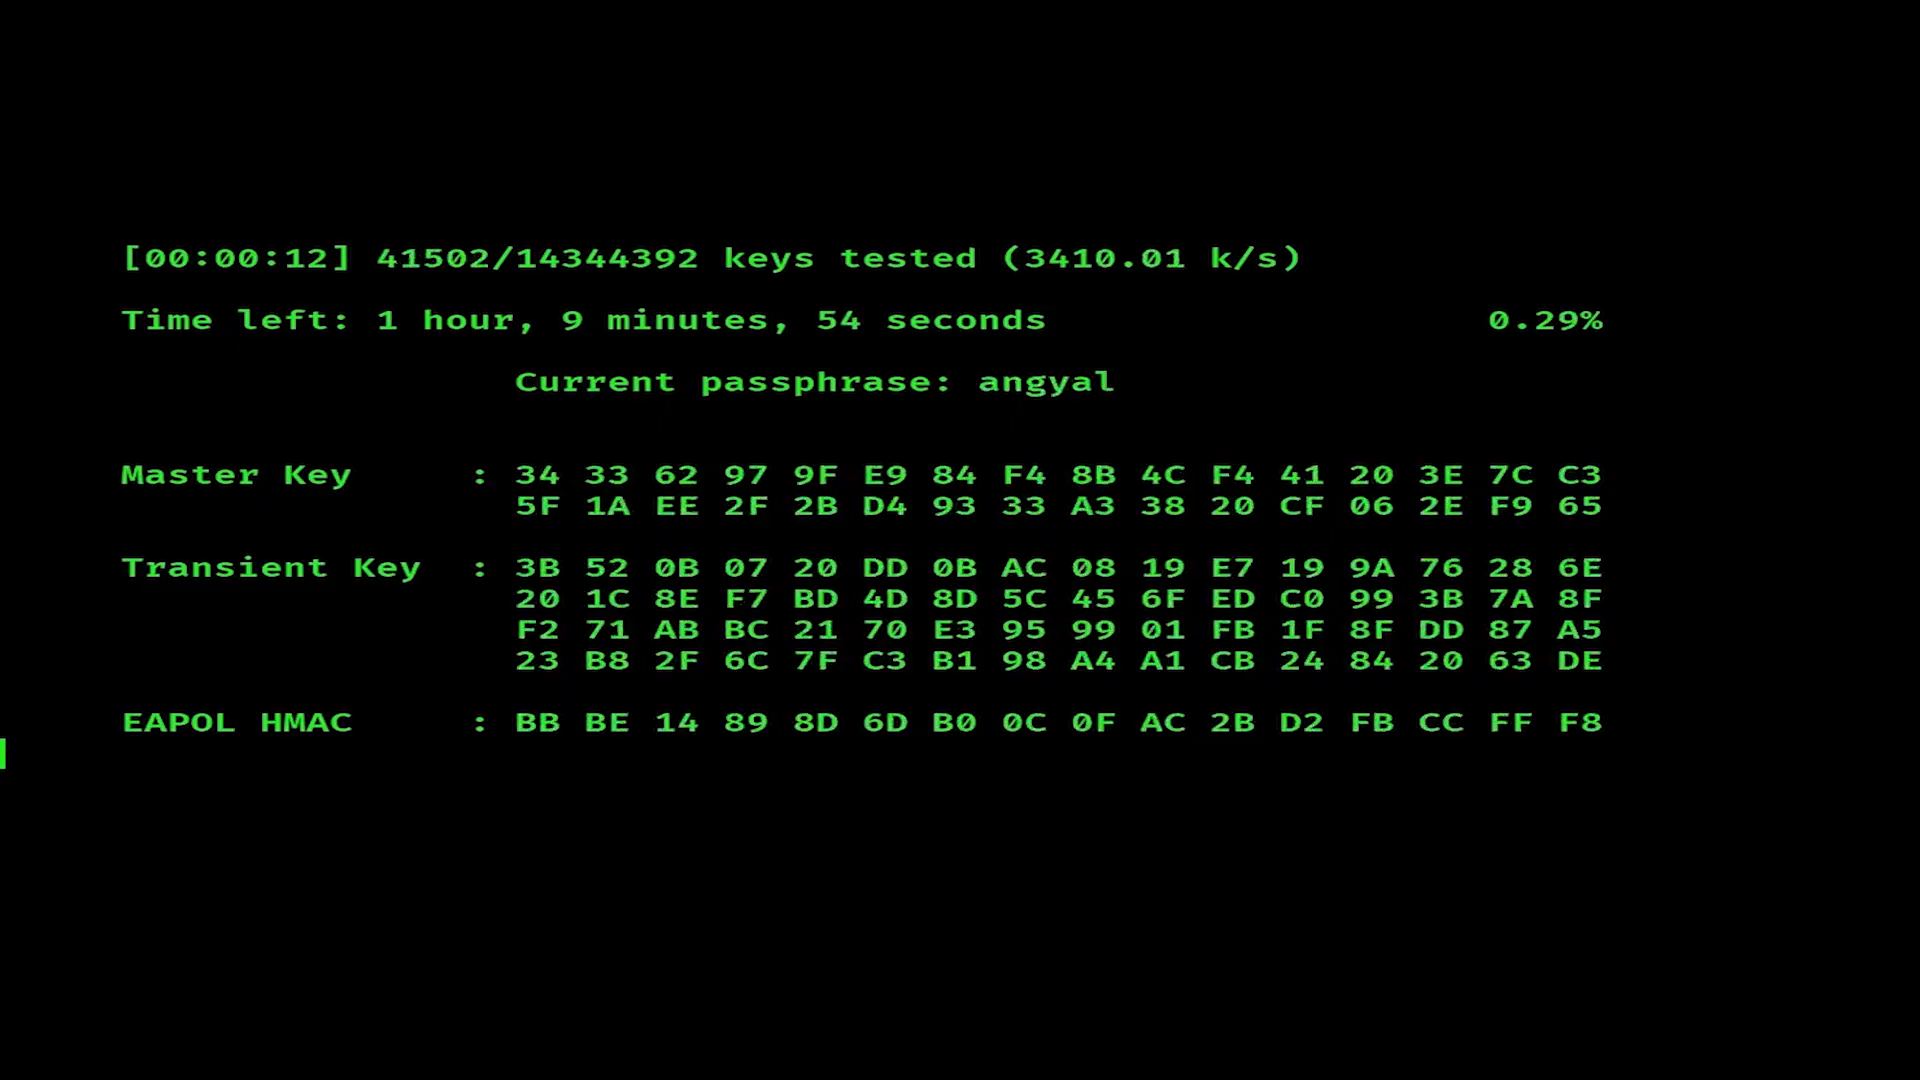 [00:00:12] 41502/14344392 keys tested (3410.01 k/s)
Time left: 1 hour, 9 minutes, 54 seconds 0.29%
Current passphrase: angyal
Master Key : 34 33 62 97 9F E9 84 F4 8B 4C F4 41 20 3E 7C C3
5F 1A EE 2F 2B D4 93 33 A3 38 20 CF 06 2E F9 65
Transient Key : 3B 52 0B 07 20 DD 0B AC 08 19 E7 19 9A 76 28 6E
20 1C 8E F7 BD 4D 8D 5C 45 6F ED C0 99 3B 7A 8F
F2 71 AB BC 21 70 E3 95 99 01 FB 1F 8F DD 87 A5
23 B8 2F 6C 7F C3 B1 98 A4 A1 CB 24 84 20 63 DE
EAPOL HMAC : BB BE 14 89 8D 6D B0 0C 0F AC 2B D2 FB CC FF F8